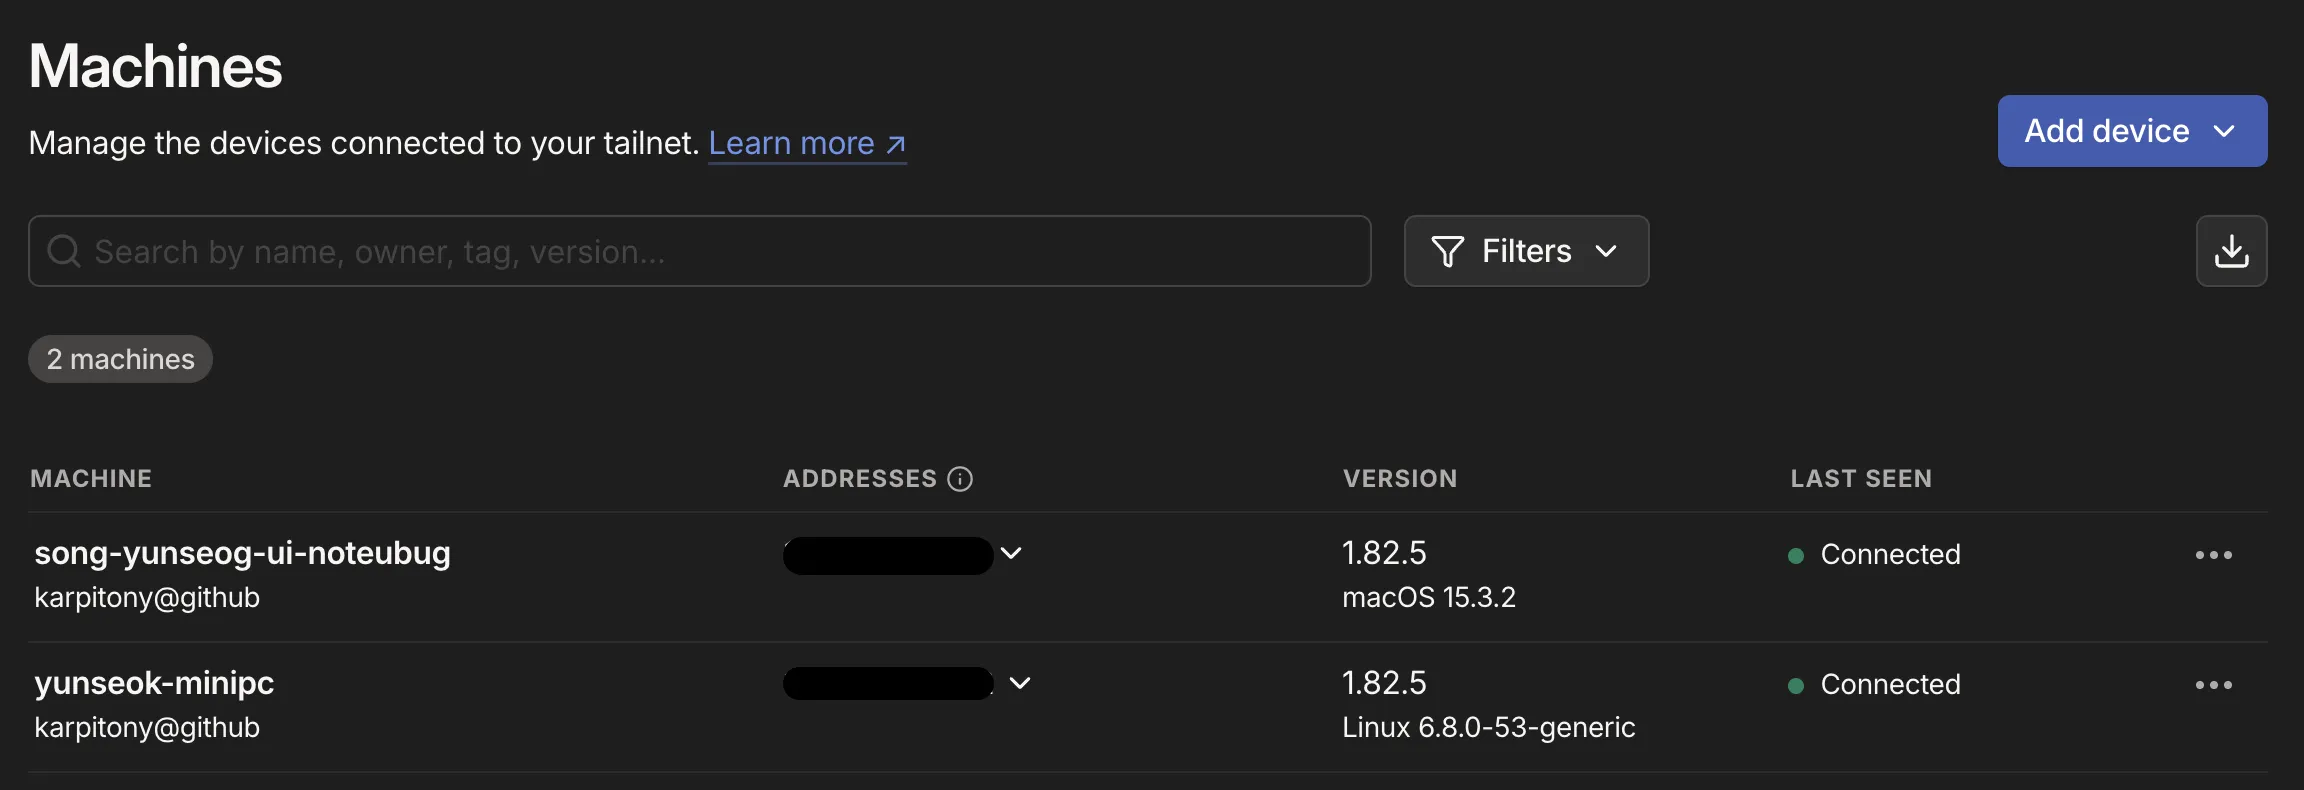 Machines
Manage the devices connected to your tailnet. Learn more ↗
Add device
Search by name, owner, tag, version...
Filters
2 machines
MACHINE ADDRESSES VERSION LAST SEEN
song-yunseog-ui-noteubug 1.82.5 Connected
karpitony@github macOS 15.3.2
yunseok-minipc 1.82.5 Connected
karpitony@github Linux 6.8.0-53-generic